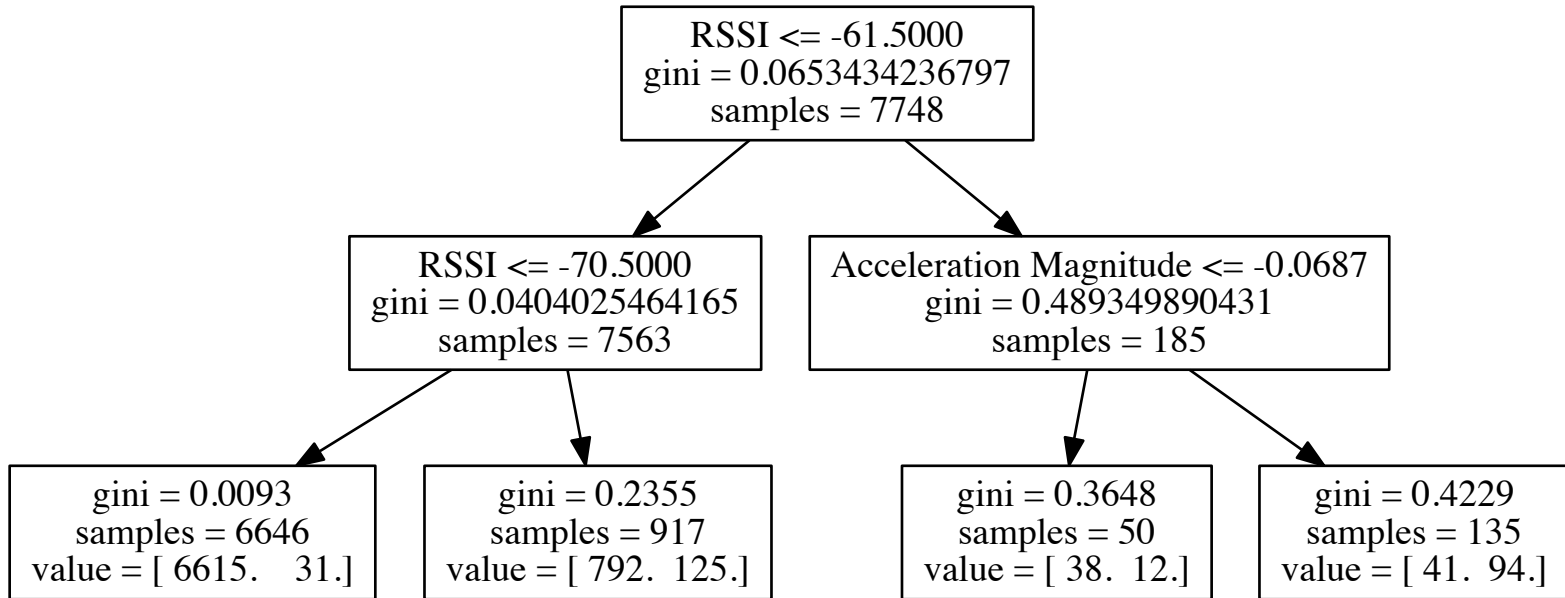 RSSI <= -61.5000
gini = 0.0653434236797
samples = 7748
RSSI <= -70.5000
gini = 0.0404025464165
samples = 7563
Acceleration Magnitude <= -0.0687
gini = 0.489349890431
samples = 185
gini = 0.0093
samples = 6646
value = [ 6615.    31.]
gini = 0.2355
samples = 917
value = [ 792.  125.]
gini = 0.3648
samples = 50
value = [ 38.  12.]
gini = 0.4229
samples = 135
value = [ 41.  94.]